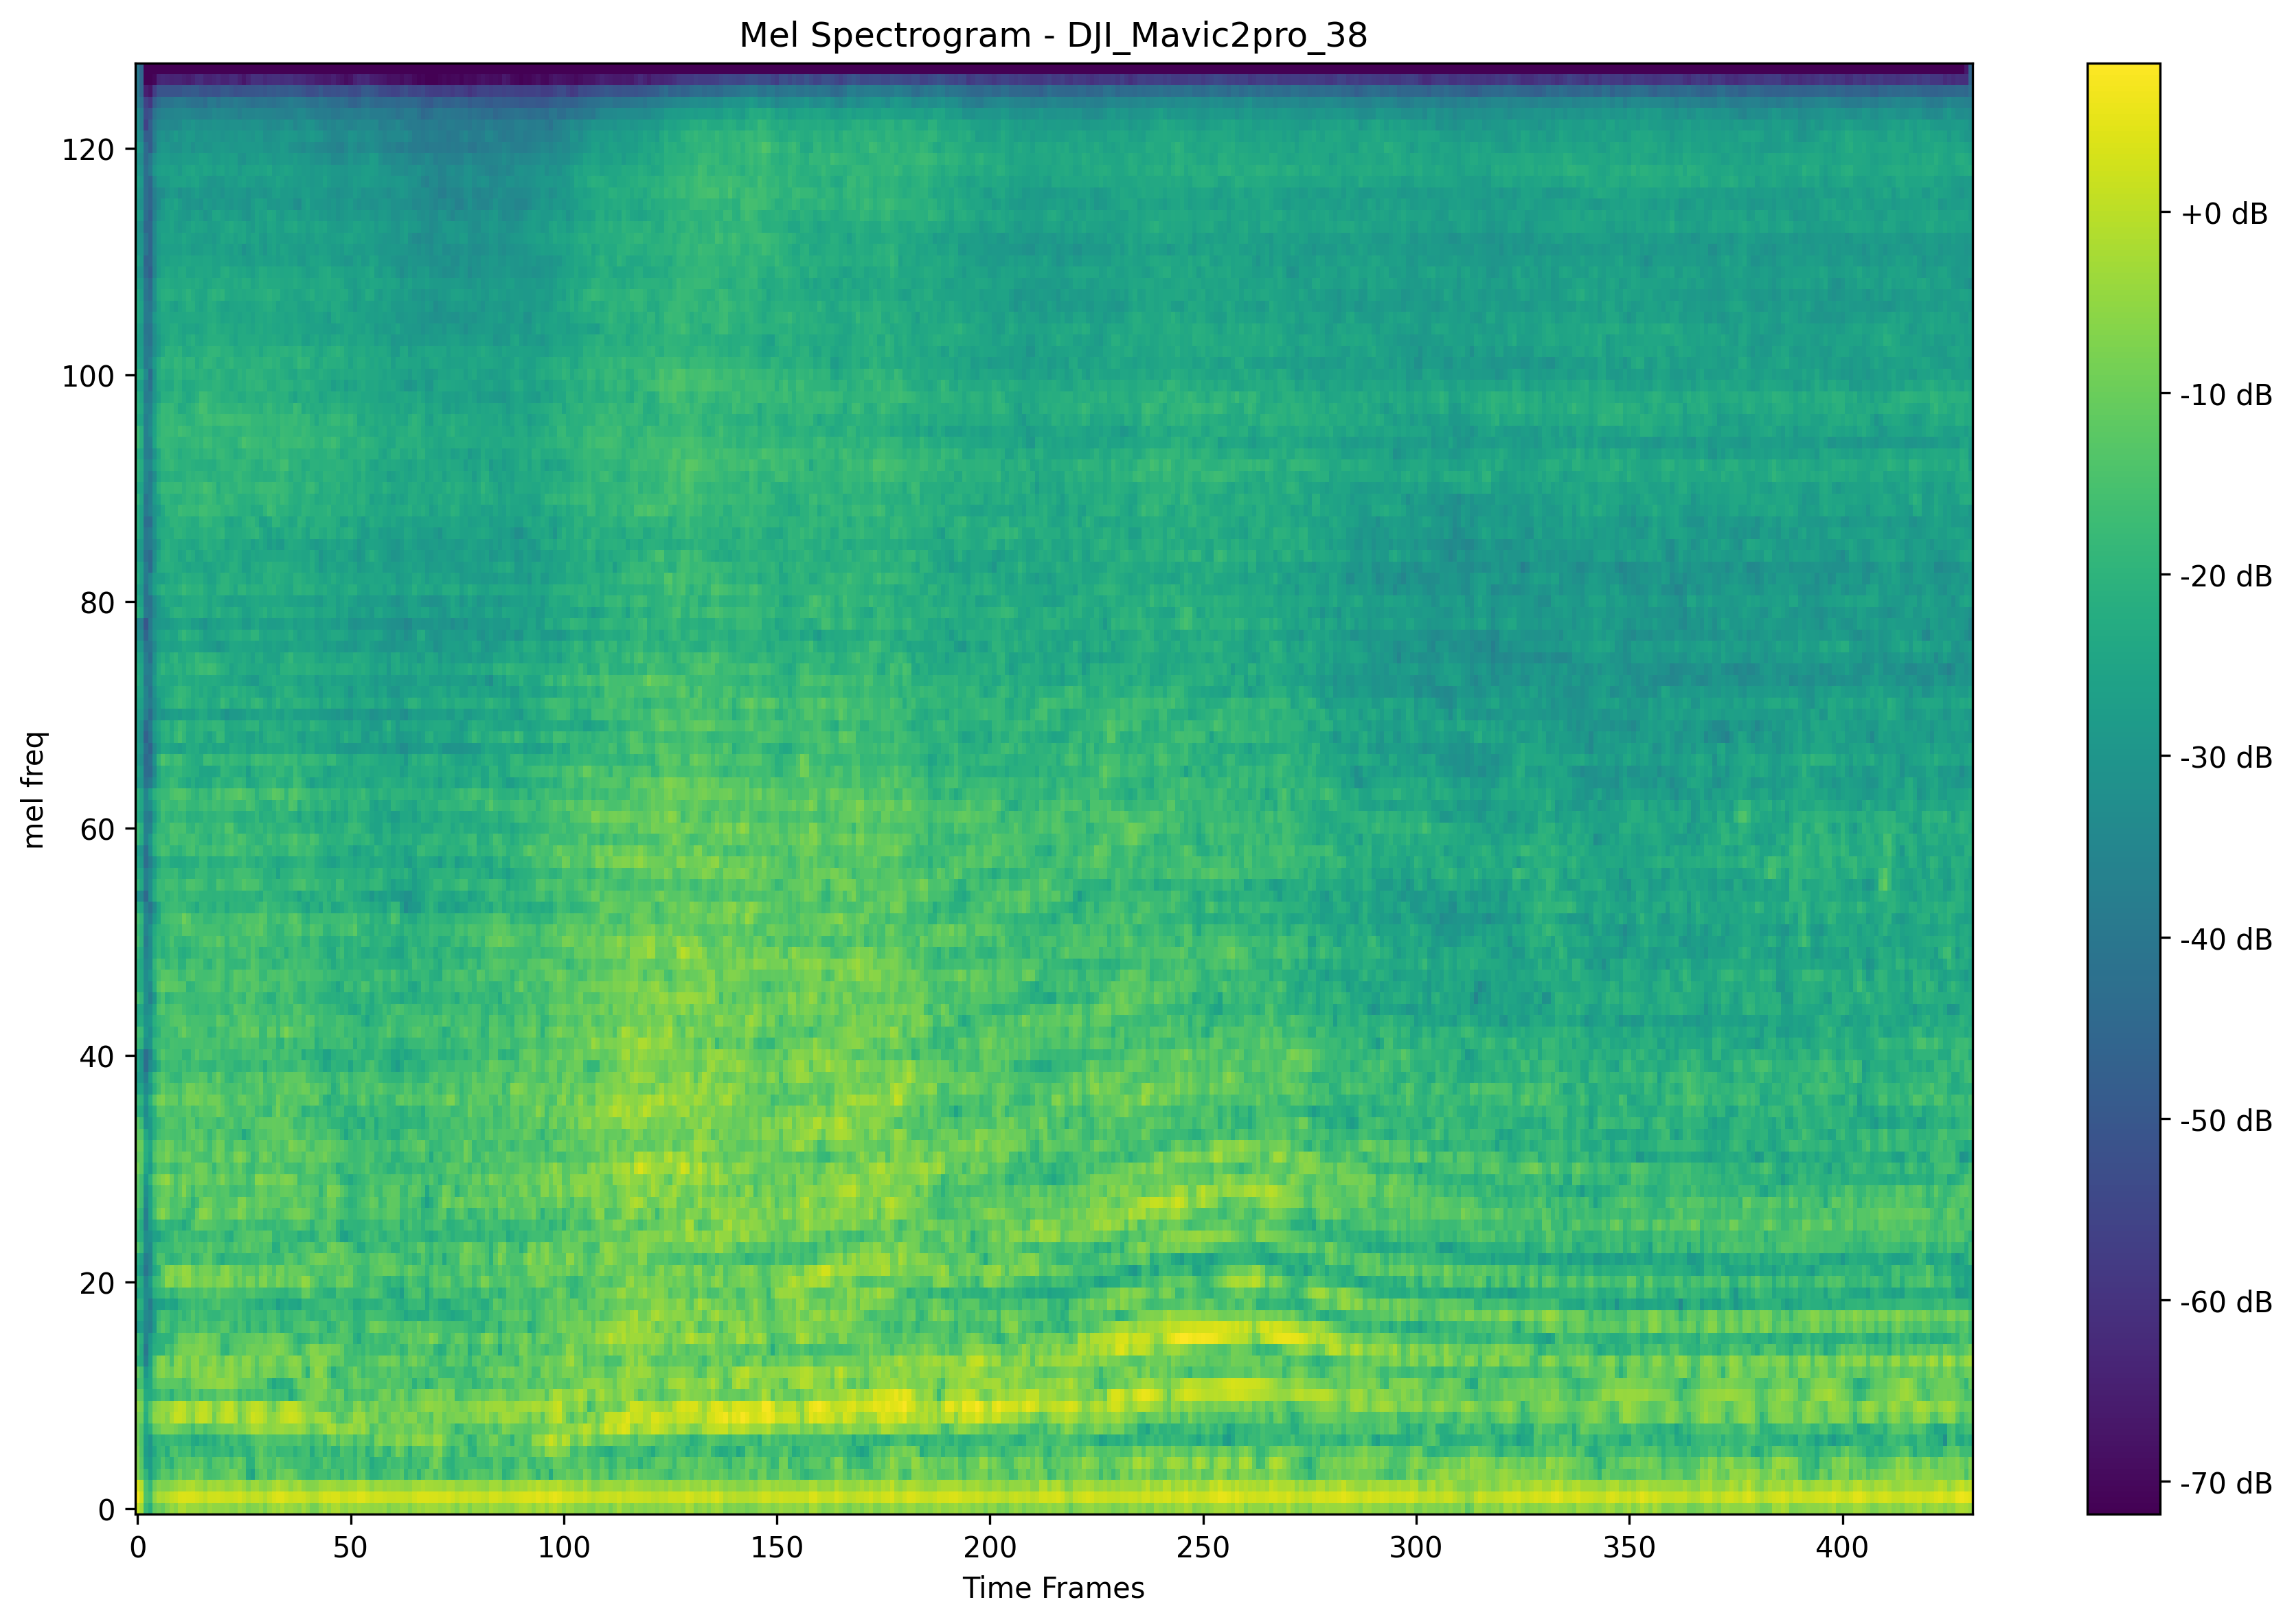 Mel Spectrogram - DJI_Mavic2pro_38
mel freq
120
100
80
60
40
20
0
0 50 100 150 200 250 300 350 400
Time Frames
+0 dB
-10 dB
-20 dB
-30 dB
-40 dB
-50 dB
-60 dB
-70 dB